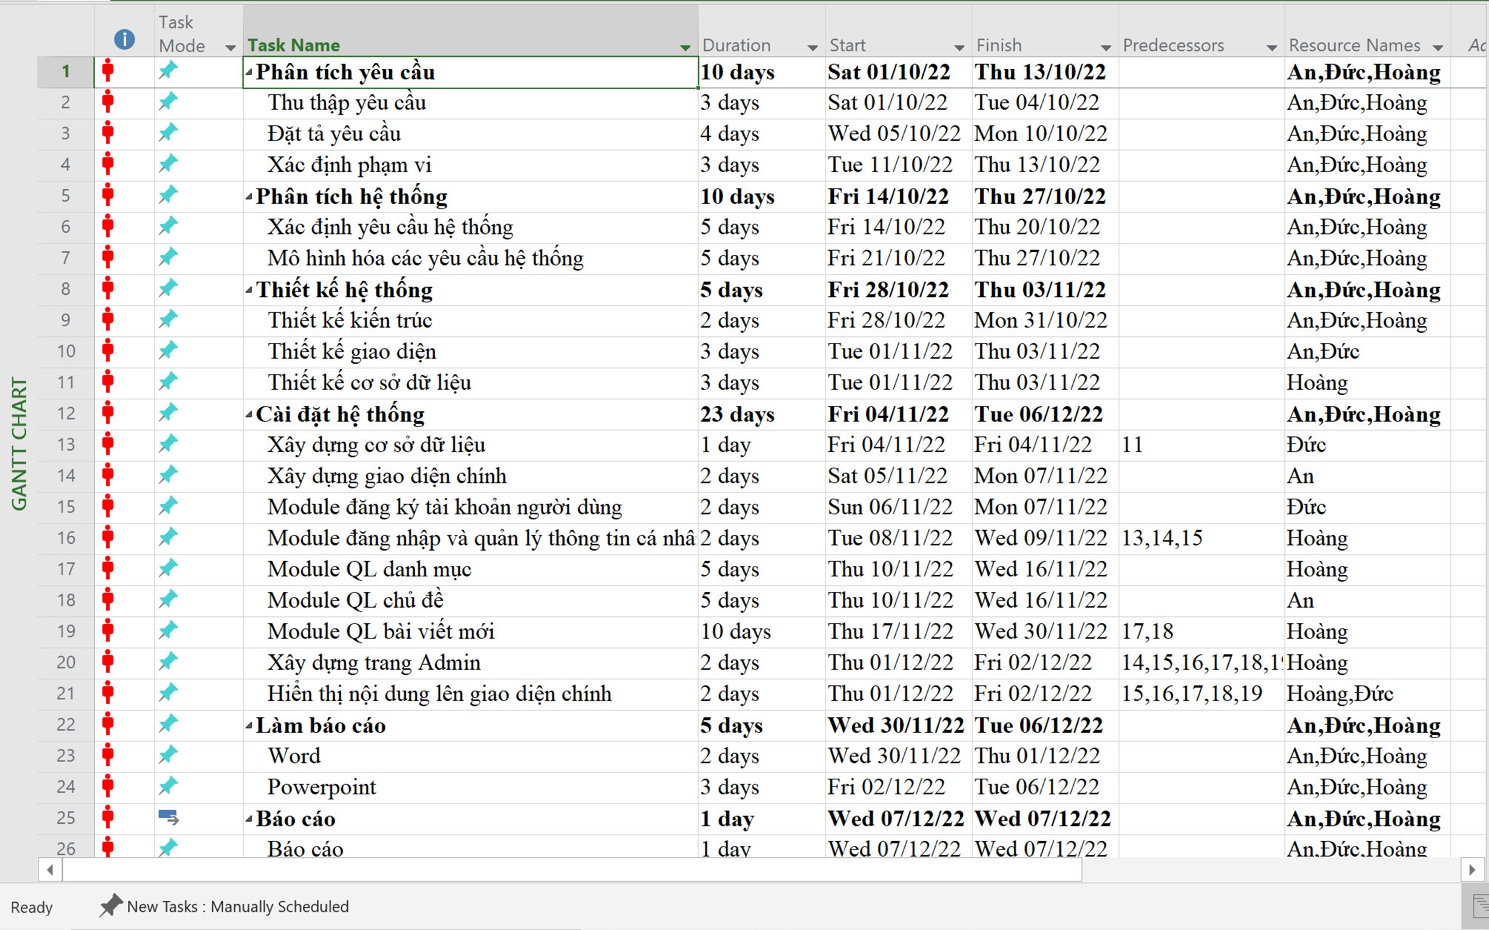 Task Mode Task Name Duration Start Finish Predecessors Resource Names
1 Phân tích yêu cầu 10 days Sat 01/10/22 Thu 13/10/22 An,Đức,Hoàng
2 Thu thập yêu cầu 3 days Sat 01/10/22 Tue 04/10/22 An,Đức,Hoàng
3 Đặt tả yêu cầu 4 days Wed 05/10/22 Mon 10/10/22 An,Đức,Hoàng
4 Xác định phạm vi 3 days Tue 11/10/22 Thu 13/10/22 An,Đức,Hoàng
5 Phân tích hệ thống 10 days Fri 14/10/22 Thu 27/10/22 An,Đức,Hoàng
6 Xác định yêu cầu hệ thống 5 days Fri 14/10/22 Thu 20/10/22 An,Đức,Hoàng
7 Mô hình hóa các yêu cầu hệ thống 5 days Fri 21/10/22 Thu 27/10/22 An,Đức,Hoàng
8 Thiết kế hệ thống 5 days Fri 28/10/22 Thu 03/11/22 An,Đức,Hoàng
9 Thiết kế kiến trúc 2 days Fri 28/10/22 Mon 31/10/22 An,Đức,Hoàng
10 Thiết kế giao diện 3 days Tue 01/11/22 Thu 03/11/22 An,Đức
11 Thiết kế cơ sở dữ liệu 3 days Tue 01/11/22 Thu 03/11/22 Hoàng
12 Cài đặt hệ thống 23 days Fri 04/11/22 Tue 06/12/22 An,Đức,Hoàng
13 Xây dựng cơ sở dữ liệu 1 day Fri 04/11/22 Fri 04/11/22 11 Đức
14 Xây dựng giao diện chính 2 days Sat 05/11/22 Mon 07/11/22 An
15 Module đăng ký tài khoản người dùng 2 days Sun 06/11/22 Mon 07/11/22 Đức
16 Module đăng nhập và quản lý thông tin cá nhâ 2 days Tue 08/11/22 Wed 09/11/22 13,14,15 Hoàng
17 Module QL danh mục 5 days Thu 10/11/22 Wed 16/11/22 Hoàng
18 Module QL chủ đề 5 days Thu 10/11/22 Wed 16/11/22 An
19 Module QL bài viết mới 10 days Thu 17/11/22 Wed 30/11/22 17,18 Hoàng
20 Xây dựng trang Admin 2 days Thu 01/12/22 Fri 02/12/22 14,15,16,17,18,1 Hoàng
21 Hiển thị nội dung lên giao diện chính 2 days Thu 01/12/22 Fri 02/12/22 15,16,17,18,19 Hoàng,Đức
22 Làm báo cáo 5 days Wed 30/11/22 Tue 06/12/22 An,Đức,Hoàng
23 Word 2 days Wed 30/11/22 Thu 01/12/22 An,Đức,Hoàng
24 Powerpoint 3 days Fri 02/12/22 Tue 06/12/22 An,Đức,Hoàng
25 Báo cáo 1 day Wed 07/12/22 Wed 07/12/22 An,Đức,Hoàng
26 Báo cáo 1 day Wed 07/12/22 Wed 07/12/22 An,Đức,Hoàng
GANTT CHART
Ready New Tasks : Manually Scheduled